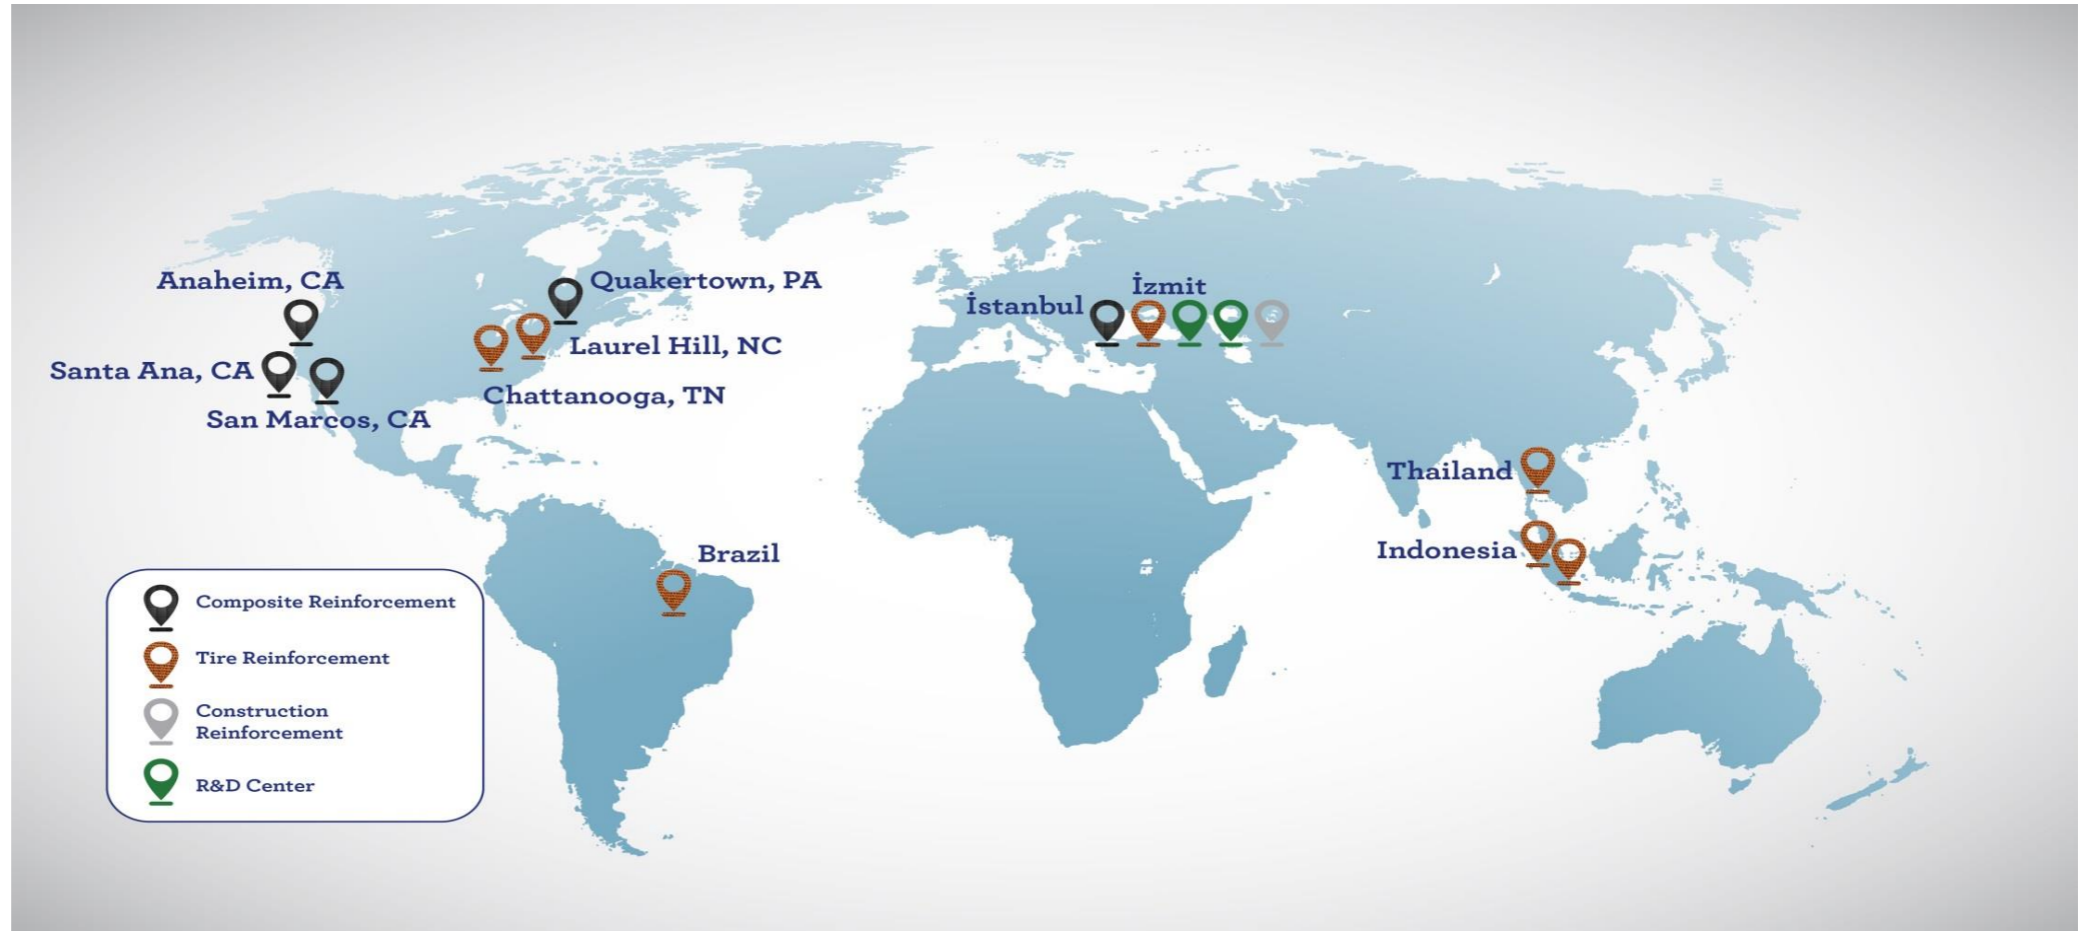 Anaheim, CA
Quakertown, PA
Santa Ana, CA
San Marcos, CA
Laurel Hill, NC
Chattanooga, TN
İstanbul
İzmit
Thailand
Indonesia
Brazil
Composite Reinforcement
Tire Reinforcement
Construction
Reinforcement
R&D Center